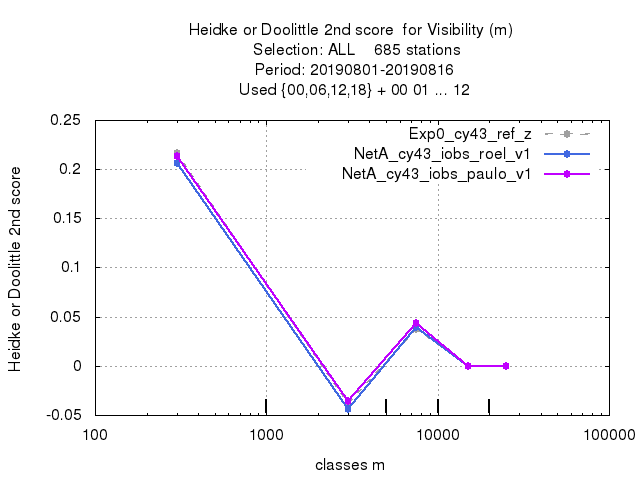 Heidke or Doolittle 2nd score  for Visibility (m)
Selection: ALL    685 stations
Period: 20190801-20190816
Used {00,06,12,18} + 00 01 ... 12
Exp0_cy43_ref_z
NetA_cy43_iobs_roel_v1
NetA_cy43_iobs_paulo_v1
Heidke or Doolittle 2nd score
0.25
0.2
0.15
0.1
0.05
0
-0.05
100 1000 10000 100000
classes m